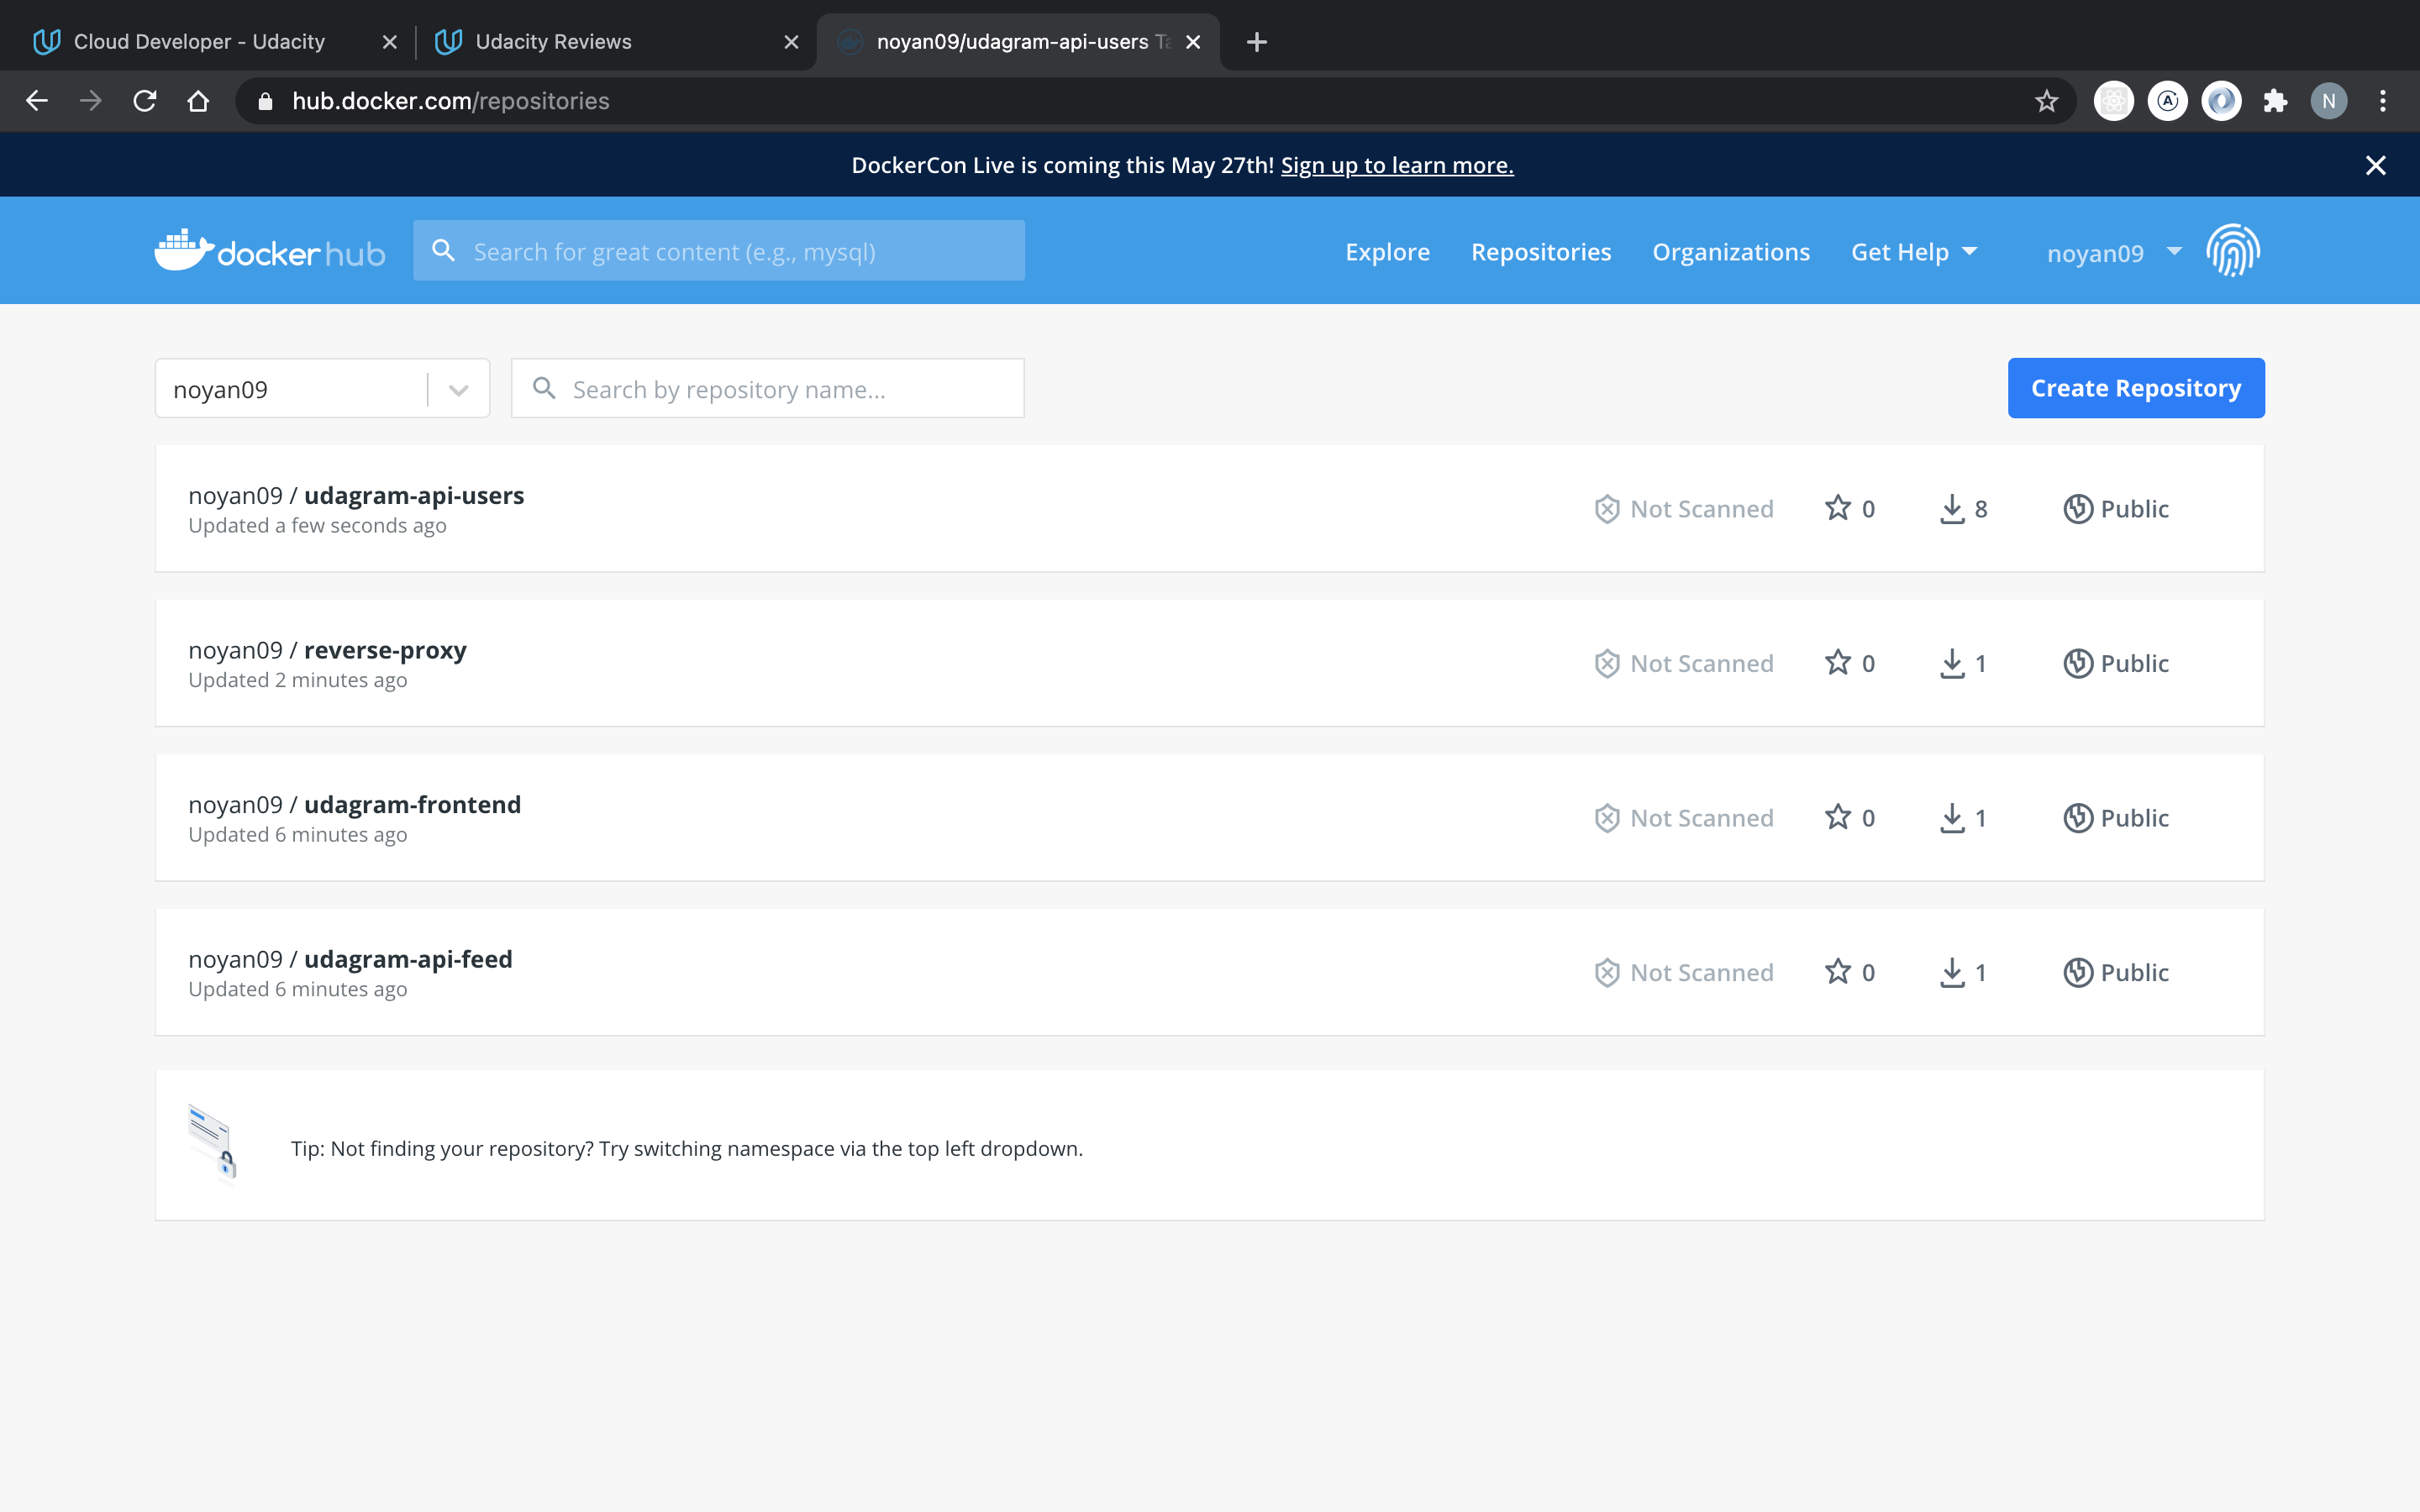 Cloud Developer - Udacity
Udacity Reviews
noyan09/udagram-api-users Ta
hub.docker.com/repositories
A
N
DockerCon Live is coming this May 27th! Sign up to learn more.
dockerhub
Search for great content (e.g., mysql)
Explore
Repositories
Organizations
Get Help
noyan09
noyan09
Search by repository name...
Create Repository
noyan09 / udagram-api-users
Updated a few seconds ago
Not Scanned
0
8
Public
noyan09 / reverse-proxy
Updated 2 minutes ago
Not Scanned
0
1
Public
noyan09 / udagram-frontend
Updated 6 minutes ago
Not Scanned
0
1
Public
noyan09 / udagram-api-feed
Updated 6 minutes ago
Not Scanned
0
1
Public
Tip: Not finding your repository? Try switching namespace via the top left dropdown.